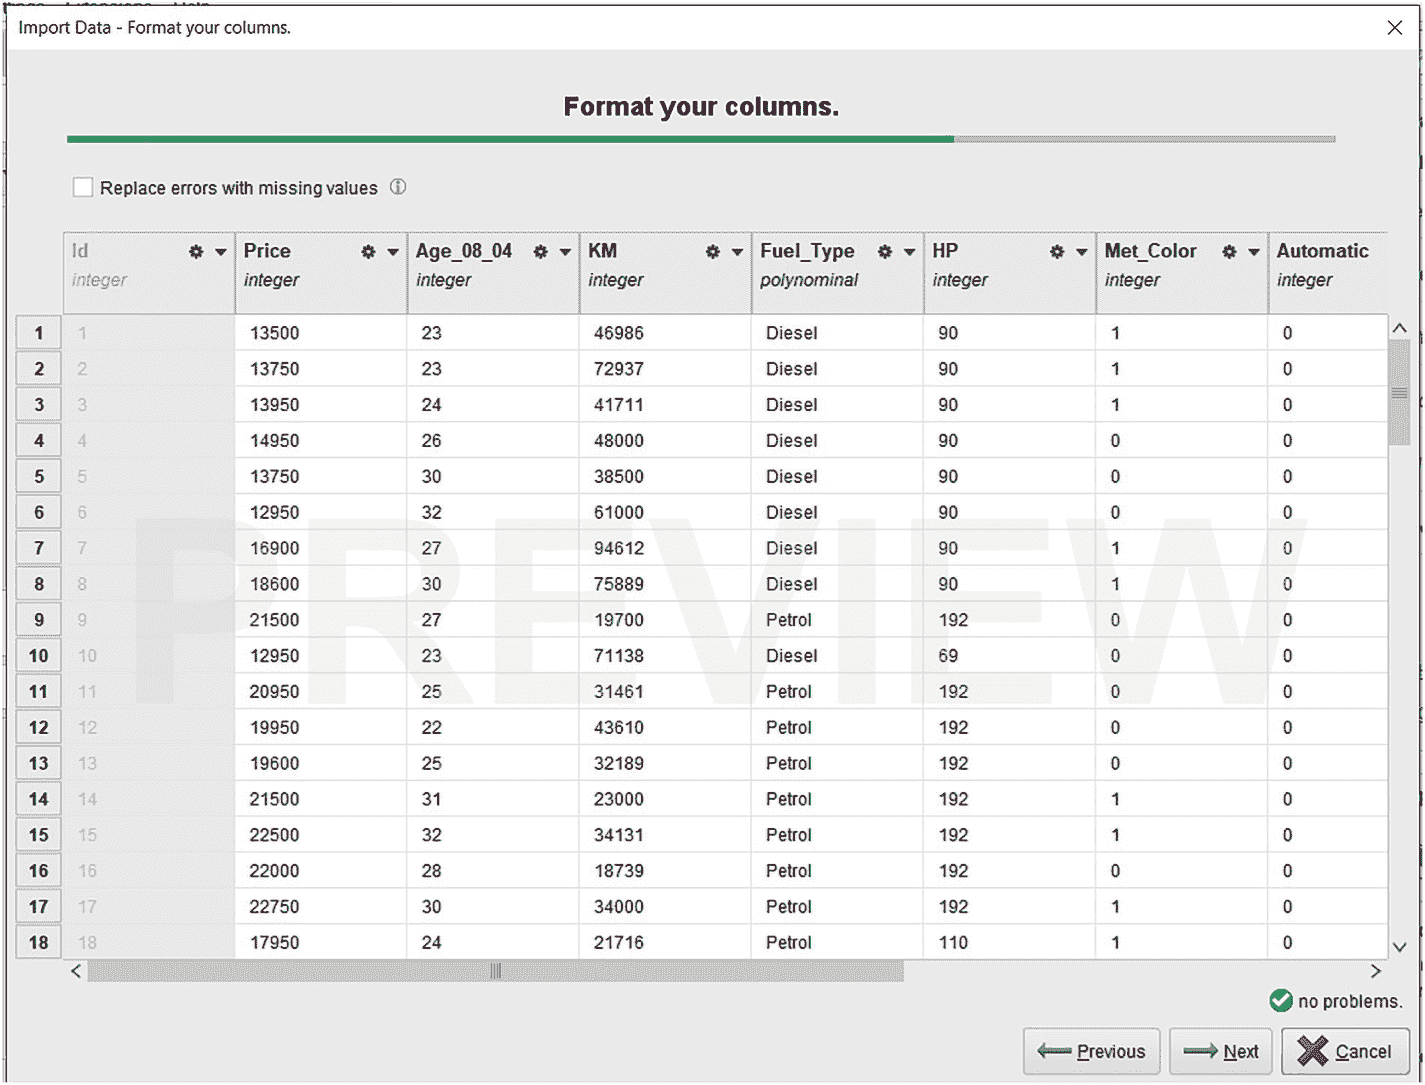 Import Data - Format your columns.
Format your columns.
Replace errors with missing values
Id Price Age_08_04 KM Fuel_Type HP Met_Color Automatic
integer integer integer integer polynominal integer integer integer
1 1 13500 23 46986 Diesel 90 1 0
2 2 13750 23 72937 Diesel 90 1 0
3 3 13950 24 41711 Diesel 90 1 0
4 4 14950 26 48000 Diesel 90 0 0
5 5 13750 30 38500 Diesel 90 0 0
6 6 12950 32 61000 Diesel 90 0 0
7 7 16900 27 94612 Diesel 90 1 0
8 8 18600 30 75889 Diesel 90 1 0
PREVIEW
9 9 21500 27 19700 Petrol 192 0 0
10 10 12950 23 71138 Diesel 69 0 0
11 11 20950 25 31461 Petrol 192 0 0
12 12 19950 22 43610 Petrol 192 0 0
13 13 19600 25 32189 Petrol 192 0 0
14 14 21500 31 23000 Petrol 192 1 0
15 15 22500 32 34131 Petrol 192 1 0
16 16 22000 28 18739 Petrol 192 0 0
17 17 22750 30 34000 Petrol 192 1 0
18 18 17950 24 21716 Petrol 110 1 0
no problems.
Previous Next Cancel